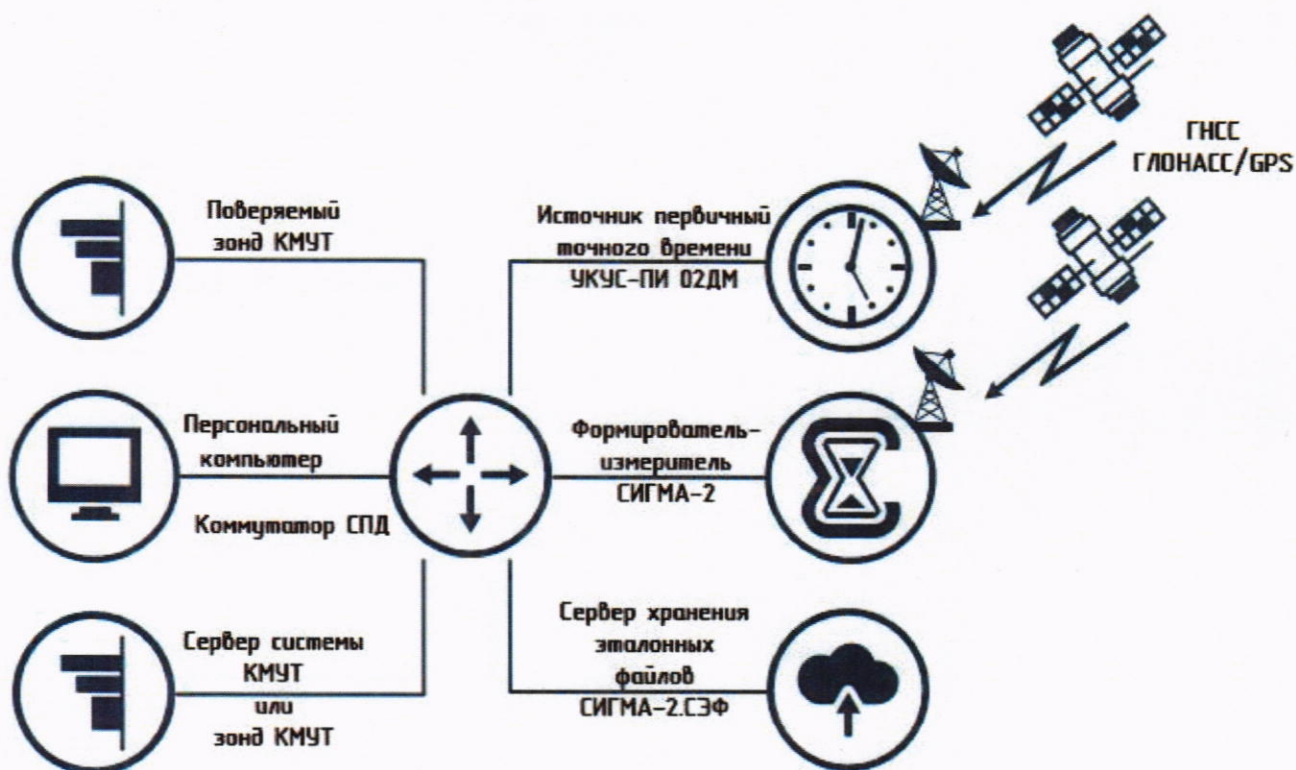 ГНСС
ГЛОНАСС/GPS
Поверяемый
зонд КМУТ
Источник первичный
точного времени
УКУС-ПИ 02ДМ
Персональный
компьютер
Коммутатор СПД
Формирователь-
измеритель
СИГМА-2
Сервер системы
КМУТ
или
зонд КМУТ
Сервер хранения
эталонных
файлов
СИГМА-2.СЭФ